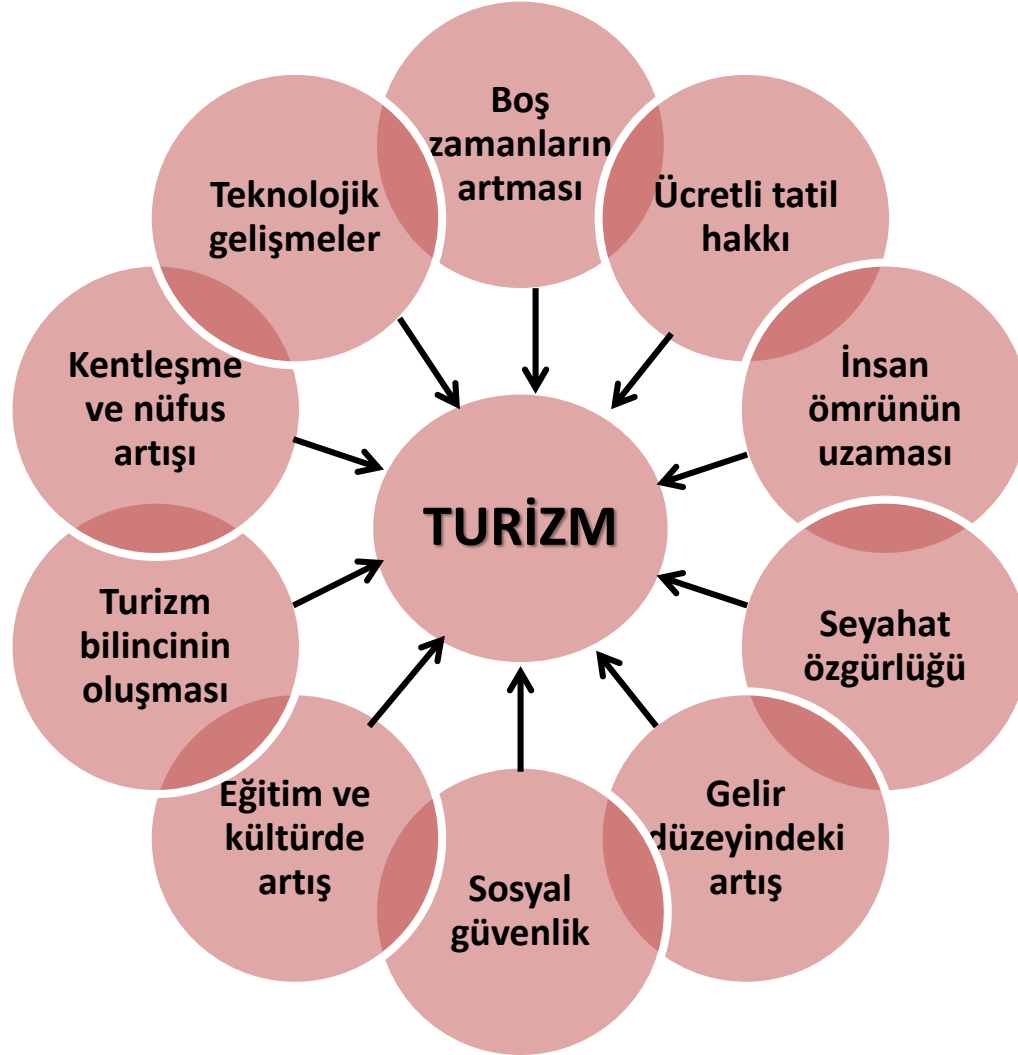 Boş
zamanların
artması
Ücretli tatil
hakkı
İnsan
ömrünün
uzaması
Seyahat
özgürlüğü
Gelir
düzeyindeki
artış
Sosyal
güvenlik
Eğitim ve
kültürde
artış
Turizm
bilincinin
oluşması
Kentleşme
ve nüfus
artışı
Teknolojik
gelişmeler
TURİZM